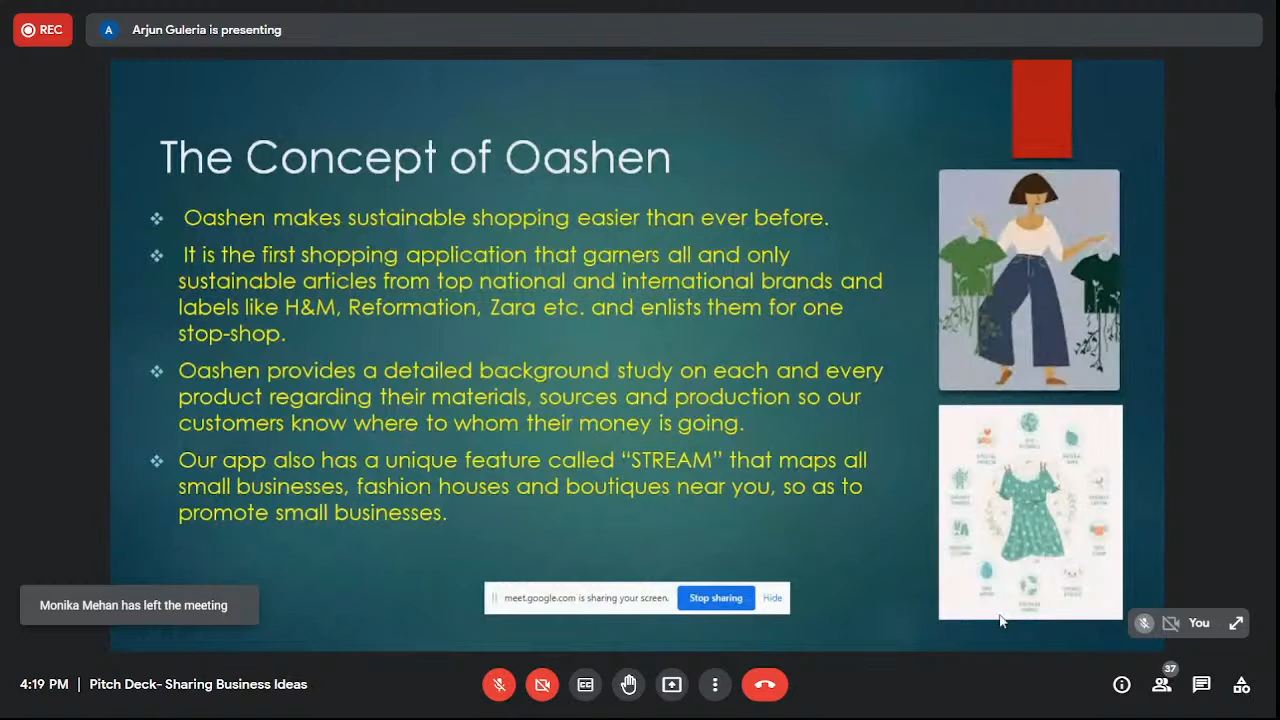 REC
A Arjun Guleria is presenting
The Concept of Oashen
Oashen makes sustainable shopping easier than ever before.
It is the first shopping application that garners all and only
sustainable articles from top national and international brands and
labels like H&M, Reformation, Zara etc. and enlists them for one
stop-shop.
Oashen provides a detailed background study on each and every
product regarding their materials, sources and production so our
customers know where to whom their money is going.
Our app also has a unique feature called “STREAM” that maps all
small businesses, fashion houses and boutiques near you, so as to
promote small businesses.
meet.google.com is sharing your screen. Stop sharing Hide
Monika Mehan has left the meeting
You
4:19 PM | Pitch Deck- Sharing Business Ideas
37